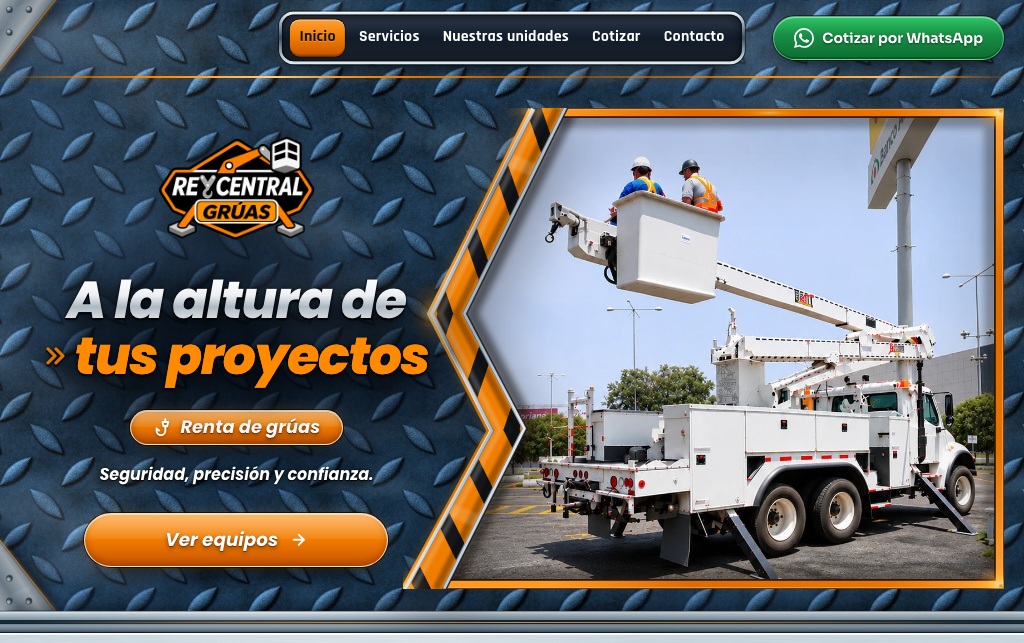 Inicio
Servicios
Nuestras unidades
Cotizar
Contacto
Cotizar por WhatsApp
REYCENTRAL
GRÚAS
A la altura de
» tus proyectos
Renta de grúas
Seguridad, precisión y confianza.
Ver equipos →